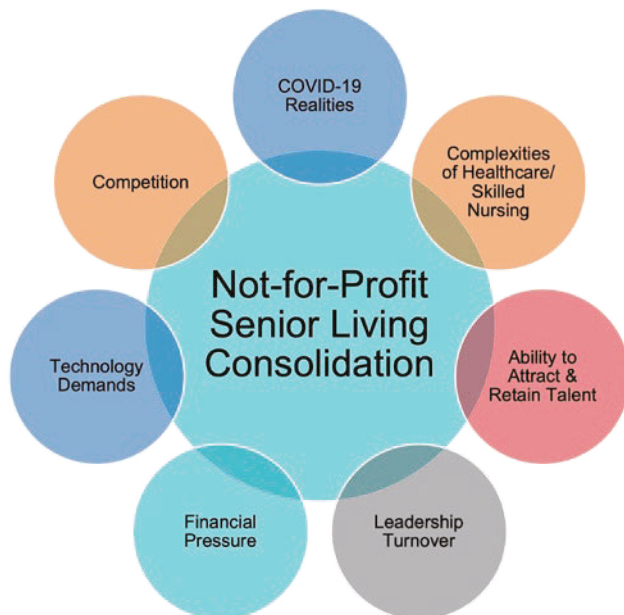 COVID-19
Realities
Complexities
of Healthcare/
Skilled
Nursing
Ability to
Attract &
Retain Talent
Leadership
Turnover
Financial
Pressure
Technology
Demands
Competition
Not-for-Profit
Senior Living
Consolidation